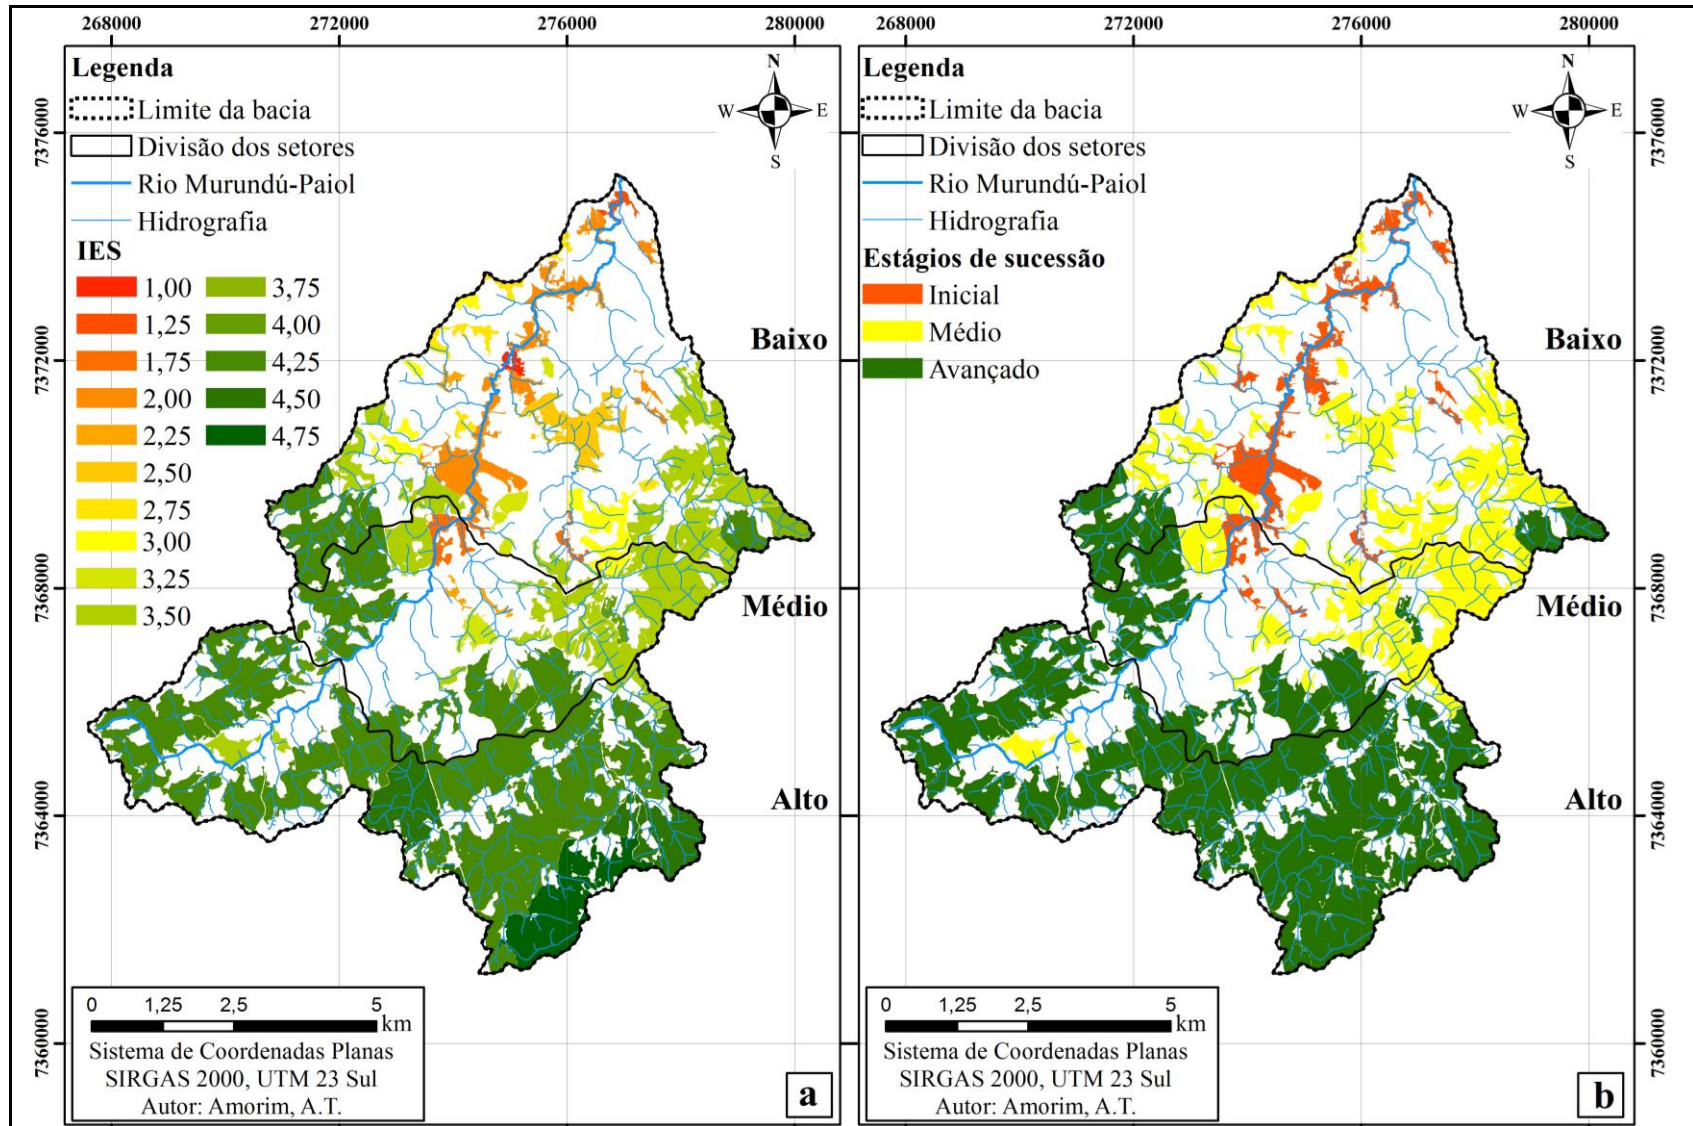 268000 272000 276000 280000
7376000
7372000
7368000
7364000
7360000
Legenda
Limite da bacia
Divisão dos setores
Rio Murundú-Paiol
Hidrografia
IES
1,00 3,75
1,25 4,00
1,75 4,25
2,00 4,50
2,25 4,75
2,50
2,75
3,00
3,25
3,50
N
W E
S
Baixo
Médio
Alto
0 1,25 2,5 5
km
Sistema de Coordenadas Planas
SIRGAS 2000, UTM 23 Sul
Autor: Amorim, A.T.
a
268000 272000 276000 280000
Legenda
Limite da bacia
Divisão dos setores
Rio Murundú-Paiol
Hidrografia
Estágios de sucessão
Inicial
Médio
Avançado
N
W E
S
Baixo
Médio
Alto
0 1,25 2,5 5
km
Sistema de Coordenadas Planas
SIRGAS 2000, UTM 23 Sul
Autor: Amorim, A.T.
b
7376000
7372000
7368000
7364000
7360000